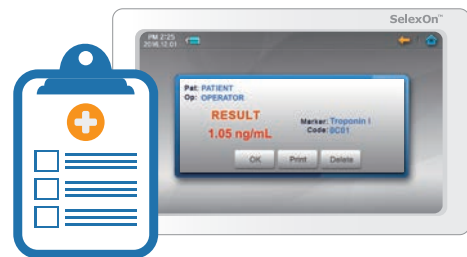 SelexOn™
PM 2:25
2016.12.01
Pat: PATIENT
Op: OPERATOR
RESULT
1.05 ng/mL
Marker: Troponin I
Code: BC01
OK Print Delete